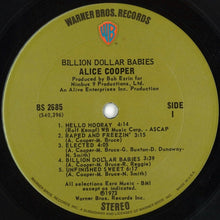 WARNER BROS. RECORDS
BILLION DOLLAR BABIES
ALICE COOPER
Produced by Bob Ezrin for
Nimbus 9 Productions, Ltd.
An Alive Enterprises Inc. Production
BS 2685
(S40,396)
SIDE
1
1. HELLO HOORAY 4:14
(Rolf Kempf) WB Music Corp. - ASCAP
2. RAPED AND FREEZIN' 3:15
(A. Cooper-M. Bruce)
3. ELECTED 4:05
(A. Cooper-M. Bruce-G. Buxton-D. Dunaway-
N. Smith)
4. BILLION DOLLAR BABIES 3:39
(A. Cooper-M. Bruce-R. Reggie)
5. UNFINISHED SWEET 6:17
(A. Cooper-M. Bruce-N. Smith)
All selections Ezra Music - BMI
except as indicated.
℗1973
Warner Bros. Records Inc.
STEREO